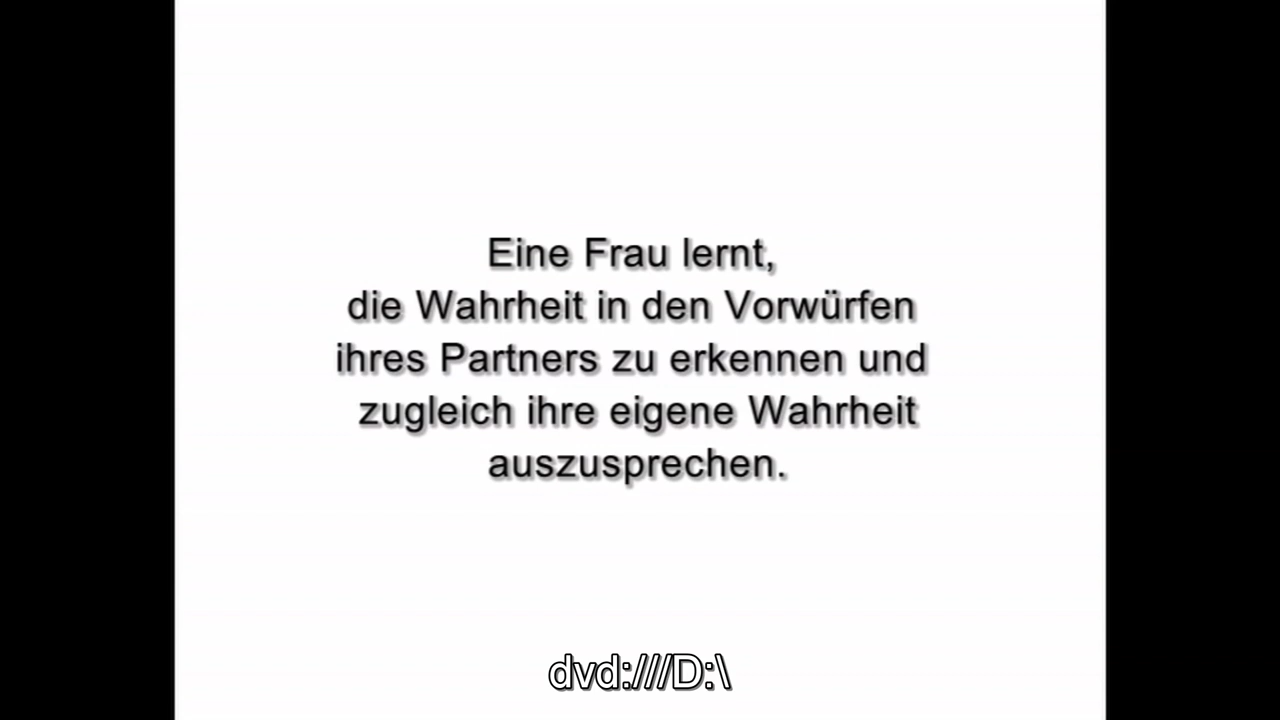 Eine Frau lernt,
die Wahrheit in den Vorwürfen
ihres Partners zu erkennen und
zugleich ihre eigene Wahrheit
auszusprechen.
dvd:///D:\